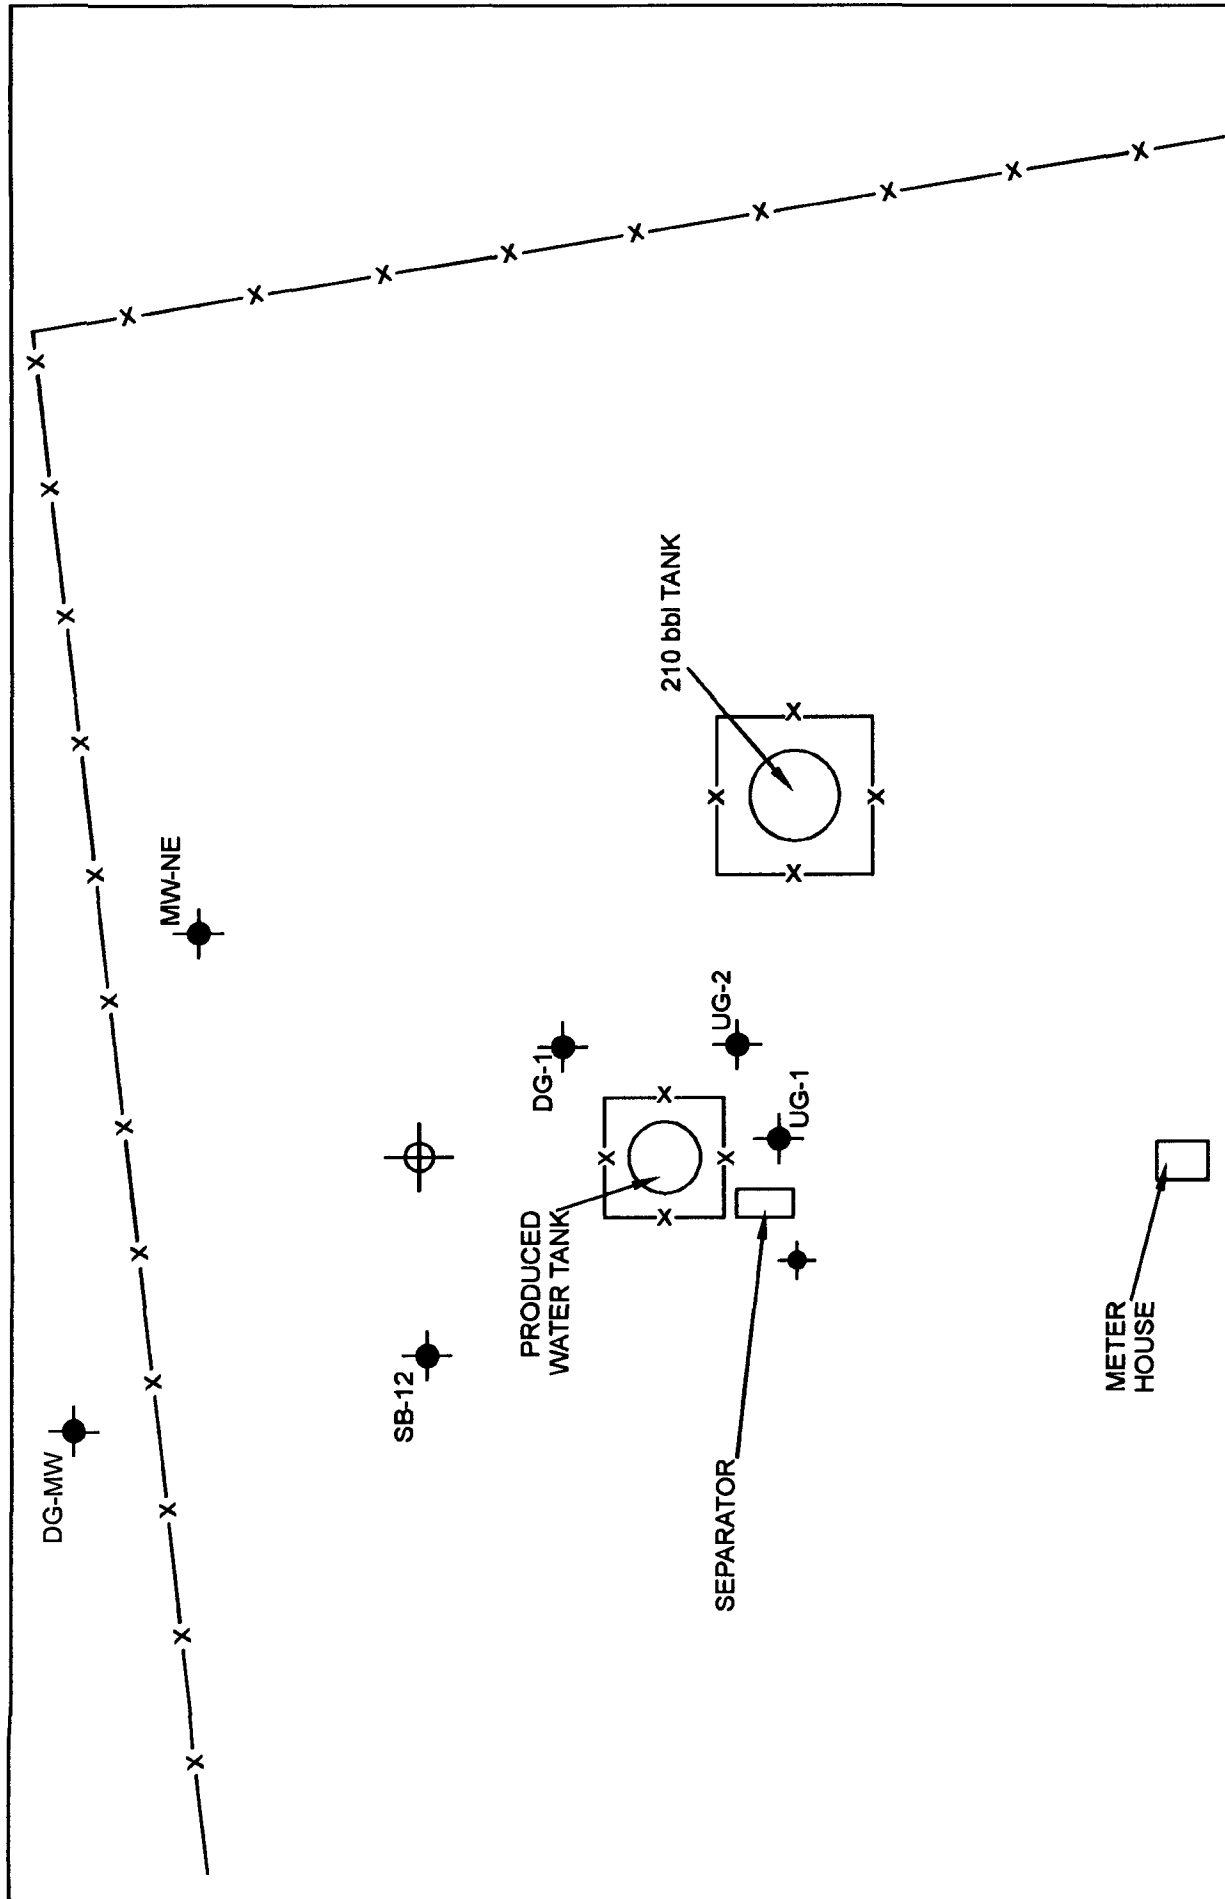 DG-MW
MW-NE
SB-12
DG-1
PRODUCED
WATER TANK
210 bbl TANK
UG-2
UG-1
SEPARATOR
METER
HOUSE